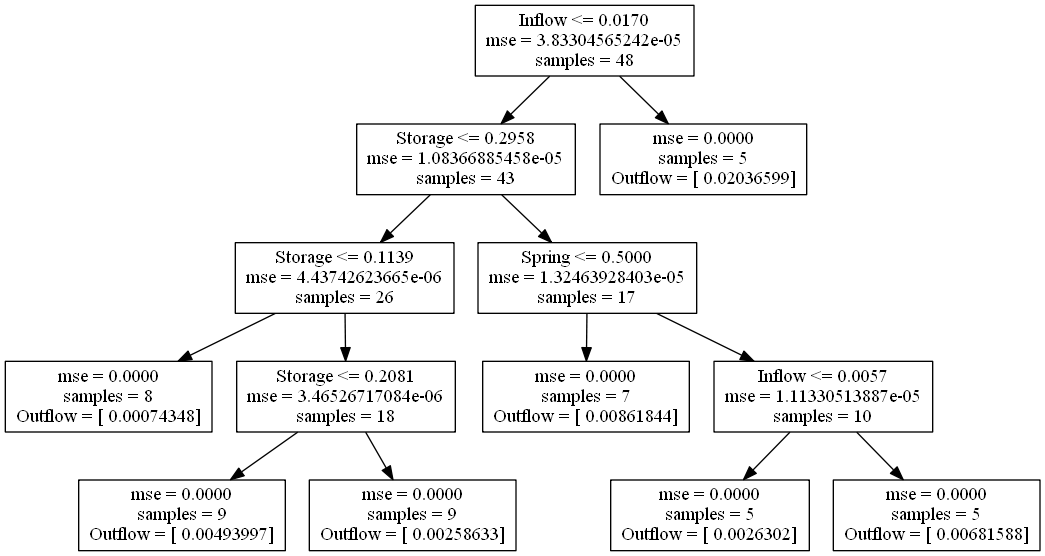 Inflow <= 0.0170
mse = 3.83304565242e-05
samples = 48
Storage <= 0.2958
mse = 1.08366885458e-05
samples = 43
mse = 0.0000
samples = 5
Outflow = [ 0.02036599]
Storage <= 0.1139
mse = 4.43742623665e-06
samples = 26
Spring <= 0.5000
mse = 1.32463928403e-05
samples = 17
mse = 0.0000
samples = 8
Outflow = [ 0.00074348]
Storage <= 0.2081
mse = 3.46526717084e-06
samples = 18
mse = 0.0000
samples = 7
Outflow = [ 0.00861844]
Inflow <= 0.0057
mse = 1.11330513887e-05
samples = 10
mse = 0.0000
samples = 9
Outflow = [ 0.00493997]
mse = 0.0000
samples = 9
Outflow = [ 0.00258633]
mse = 0.0000
samples = 5
Outflow = [ 0.0026302]
mse = 0.0000
samples = 5
Outflow = [ 0.00681588]